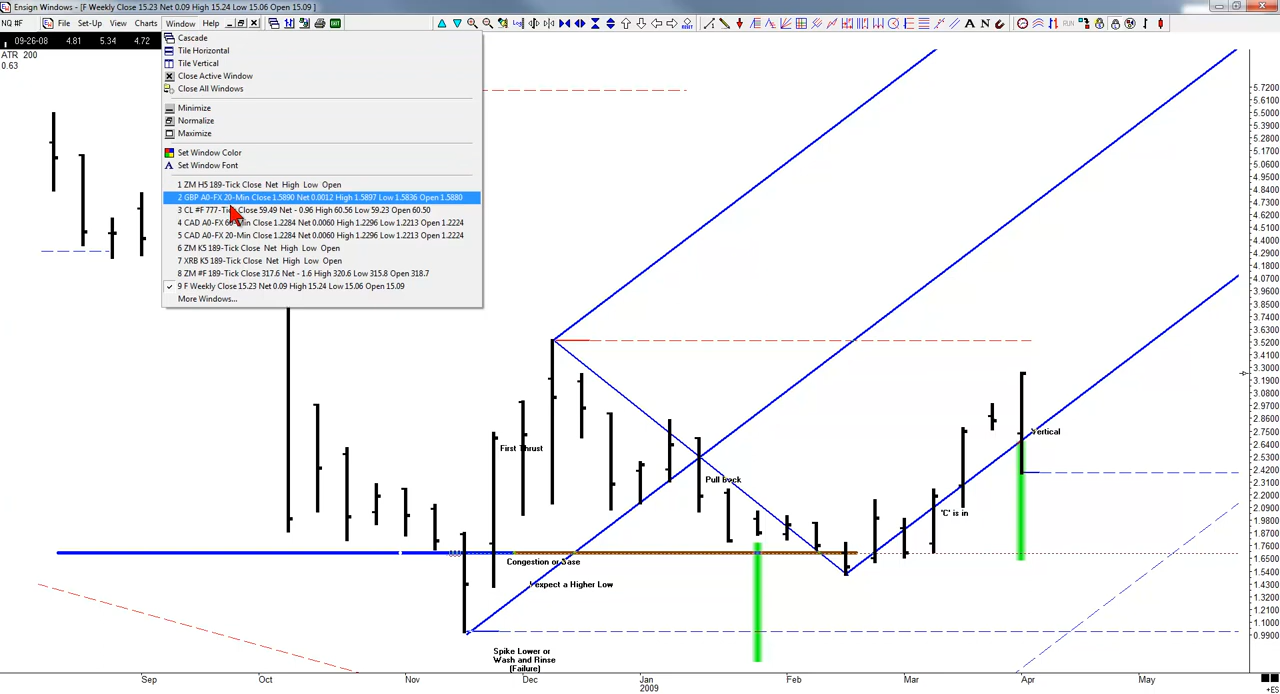 Ensign Windows - [F Weekly Close 15.23 Net 0.09 High 15.24 Low 15.06 Open 15.09 ]
NQ #F
File Set-Up View Charts Window Help
RUN
09-26-08 4.81 5.34 4.72
ATR 200
0.63
Cascade
Tile Horizontal
Tile Vertical
Close Active Window
Close All Windows
Minimize
Normalize
Maximize
Set Window Color
Set Window Font
1 ZM H5 189-Tick Close Net High Low Open
2 GBP A0-FX 20-Min Close 1.5890 Net 0.0012 High 1.5897 Low 1.5836 Open 1.5880
3 CL #F 777-Tick Close 59.49 Net - 0.96 High 60.56 Low 59.23 Open 60.50
4 CAD A0-FX Min Close 1.2284 Net 0.0060 High 1.2296 Low 1.2213 Open 1.2224
5 CAD A0-FX 20-Min Close 1.2284 Net 0.0060 High 1.2296 Low 1.2213 Open 1.2224
6 ZM K5 189-Tick Close Net High Low Open
7 XRB K5 189-Tick Close Net High Low Open
8 ZM #F 189-Tick Close 317.6 Net - 1.6 High 320.6 Low 315.8 Open 318.7
9 F Weekly Close 15.23 Net 0.09 High 15.24 Low 15.06 Open 15.09
More Windows...
5.7200
5.6100
5.5000
5.3900
5.2800
5.1700
5.0600
4.9500
4.8400
4.7300
4.6200
4.5100
4.4000
4.2900
4.1800
4.0700
3.9600
3.8500
3.7400
3.6300
3.5200
3.4100
3.3000
3.1900
3.0800
2.9700
2.8600
2.7500
2.6400
2.5300
2.4200
2.3100
2.2000
2.0900
1.9800
1.8700
1.7600
1.6500
1.5400
1.4300
1.3200
1.2100
1.1000
0.9900
First Thrust
Vertical
Pull back
'C' is in
Congestion or Base
I expect a Higher Low
Spike Lower or
Wash and Rinse
(Failure)
Sep Oct Nov Dec Jan Feb Mar Apr May
2009
+ES